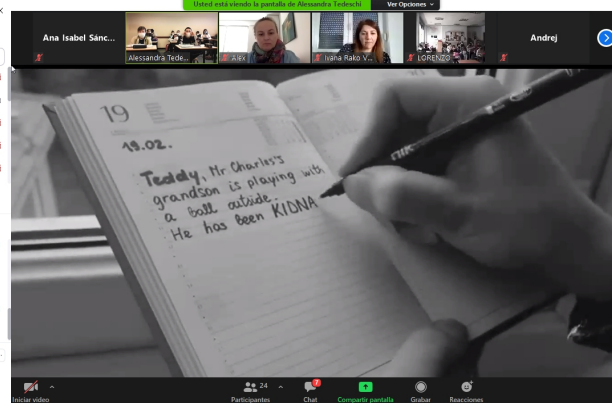 Usted está viendo la pantalla de Alessandra Tedeschi
Ver Opciones
Ana Isabel Sánc...
Alessandra Tede...
Alex
Ivana Rako V...
LORENZO
Andrej
19
19.02.
Teddy, Mr. Charles's
grandson is playing with
a ball outside.
He has been KIDNA
Iniciar video
24
Participantes
7
Chat
Compartir pantalla
Grabar
Reacciones